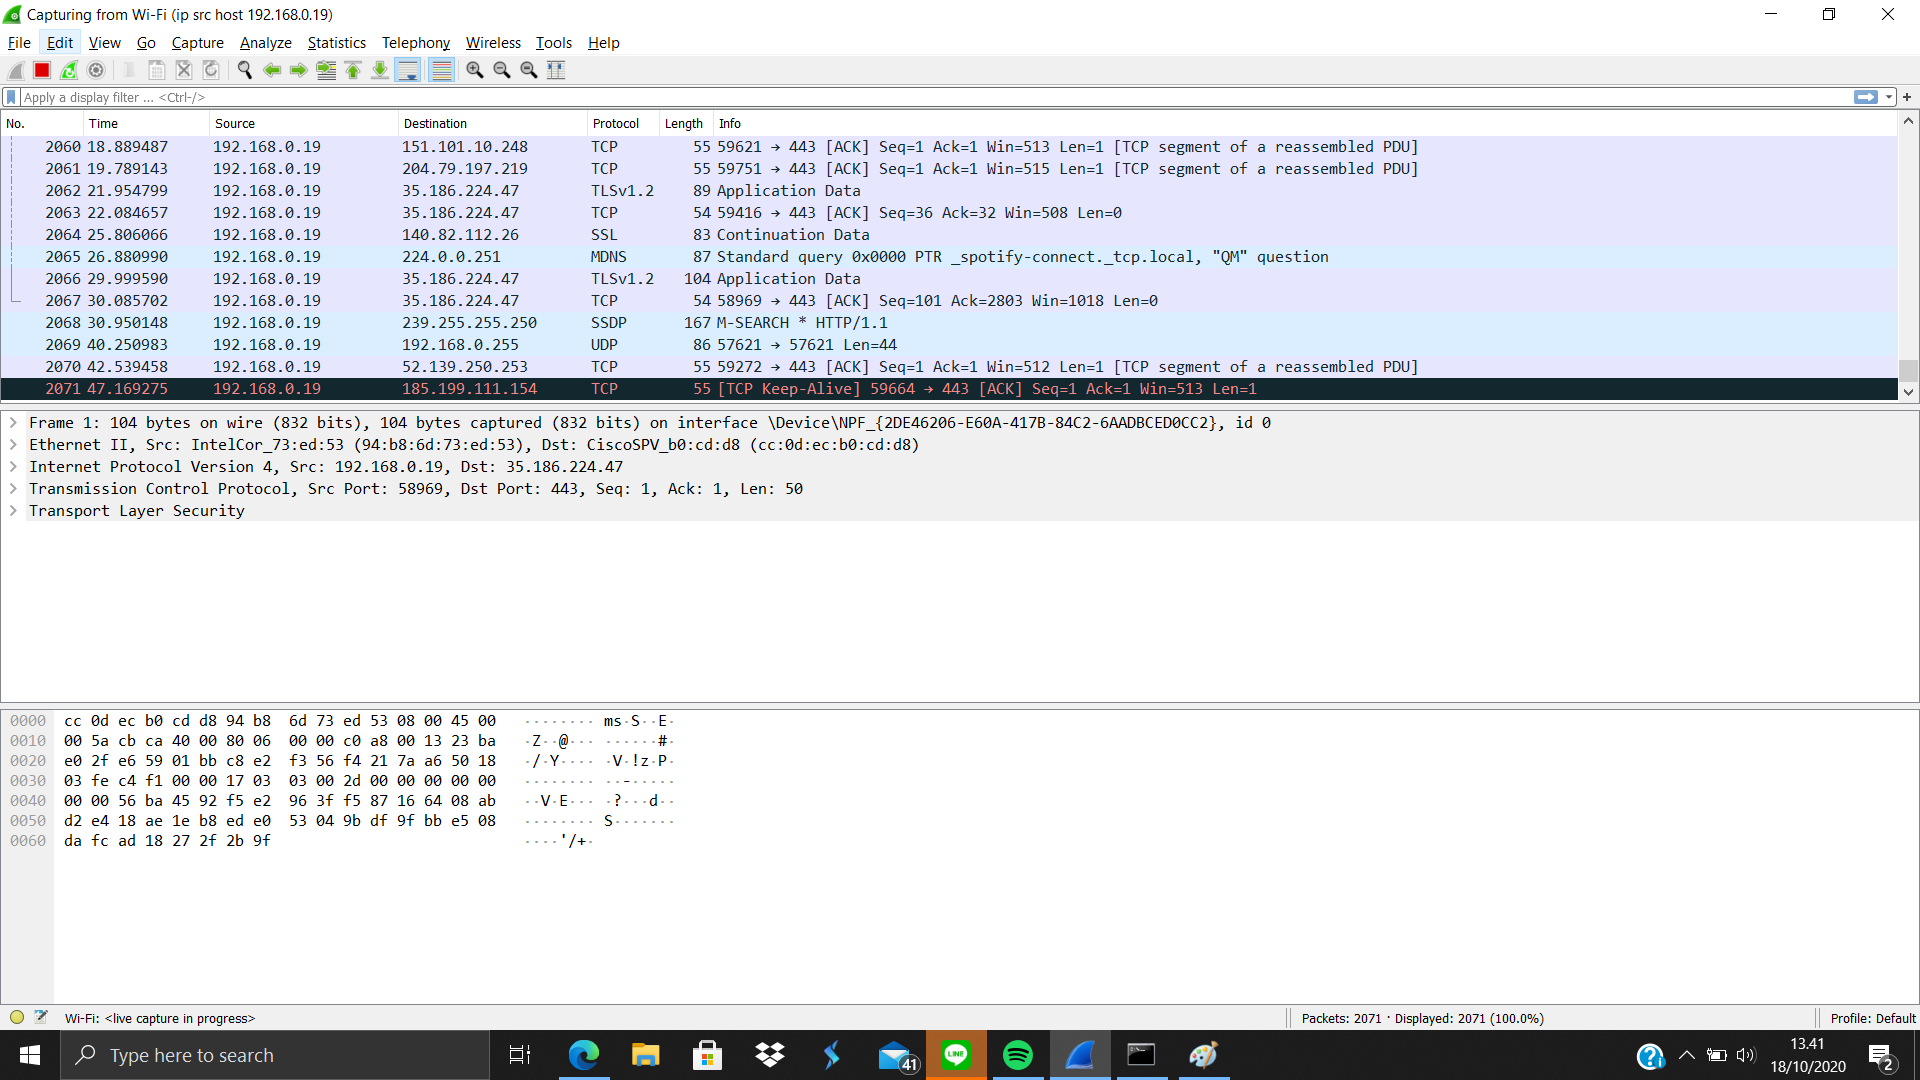 Capturing from Wi-Fi (ip src host 192.168.0.19)
File Edit View Go Capture Analyze Statistics Telephony Wireless Tools Help
Apply a display filter ... <Ctrl-/>
+
No. Time Source Destination Protocol Length Info
2060 18.889487 192.168.0.19 151.101.10.248 TCP 55 59621 → 443 [ACK] Seq=1 Ack=1 Win=513 Len=1 [TCP segment of a reassembled PDU]
2061 19.789143 192.168.0.19 204.79.197.219 TCP 55 59751 → 443 [ACK] Seq=1 Ack=1 Win=515 Len=1 [TCP segment of a reassembled PDU]
2062 21.954799 192.168.0.19 35.186.224.47 TLSv1.2 89 Application Data
2063 22.084657 192.168.0.19 35.186.224.47 TCP 54 59416 → 443 [ACK] Seq=36 Ack=32 Win=508 Len=0
2064 25.806066 192.168.0.19 140.82.112.26 SSL 83 Continuation Data
2065 26.880990 192.168.0.19 224.0.0.251 MDNS 87 Standard query 0x0000 PTR _spotify-connect._tcp.local, "QM" question
2066 29.999590 192.168.0.19 35.186.224.47 TLSv1.2 104 Application Data
2067 30.085702 192.168.0.19 35.186.224.47 TCP 54 58969 → 443 [ACK] Seq=101 Ack=2803 Win=1018 Len=0
2068 30.950148 192.168.0.19 239.255.255.250 SSDP 167 M-SEARCH * HTTP/1.1
2069 40.250983 192.168.0.19 192.168.0.255 UDP 86 57621 → 57621 Len=44
2070 42.539458 192.168.0.19 52.139.250.253 TCP 55 59272 → 443 [ACK] Seq=1 Ack=1 Win=512 Len=1 [TCP segment of a reassembled PDU]
2071 47.169275 192.168.0.19 185.199.111.154 TCP 55 [TCP Keep-Alive] 59664 → 443 [ACK] Seq=1 Ack=1 Win=513 Len=1
Frame 1: 104 bytes on wire (832 bits), 104 bytes captured (832 bits) on interface \Device\NPF_{2DE46206-E60A-417B-84C2-6AADBCED0CC2}, id 0
Ethernet II, Src: IntelCor_73:ed:53 (94:b8:6d:73:ed:53), Dst: CiscoSPV_b0:cd:d8 (cc:0d:ec:b0:cd:d8)
Internet Protocol Version 4, Src: 192.168.0.19, Dst: 35.186.224.47
Transmission Control Protocol, Src Port: 58969, Dst Port: 443, Seq: 1, Ack: 1, Len: 50
Transport Layer Security
0000 cc 0d ec b0 cd d8 94 b8 6d 73 ed 53 08 00 45 00 ········ ms·S··E·
0010 00 5a cb ca 40 00 80 06 00 00 c0 a8 00 13 23 ba ·Z··@··· ······#·
0020 e0 2f e6 59 01 bb c8 e2 f3 56 f4 21 7a a6 50 18 ·/·Y···· ·V·!z·P·
0030 03 fe c4 f1 00 00 17 03 03 00 2d 00 00 00 00 00 ········ ··-·····
0040 00 00 56 ba 45 92 f5 e2 96 3f f5 87 16 64 08 ab ··V·E··· ·?···d··
0050 d2 e4 18 ae 1e b8 ed e0 53 04 9b df 9f bb e5 08 ········ S·······
0060 da fc ad 18 27 2f 2b 9f ····'/+·
Wi-Fi: <live capture in progress> Packets: 2071 · Displayed: 2071 (100.0%) Profile: Default
Type here to search
41
LINE
13.41
18/10/2020
2